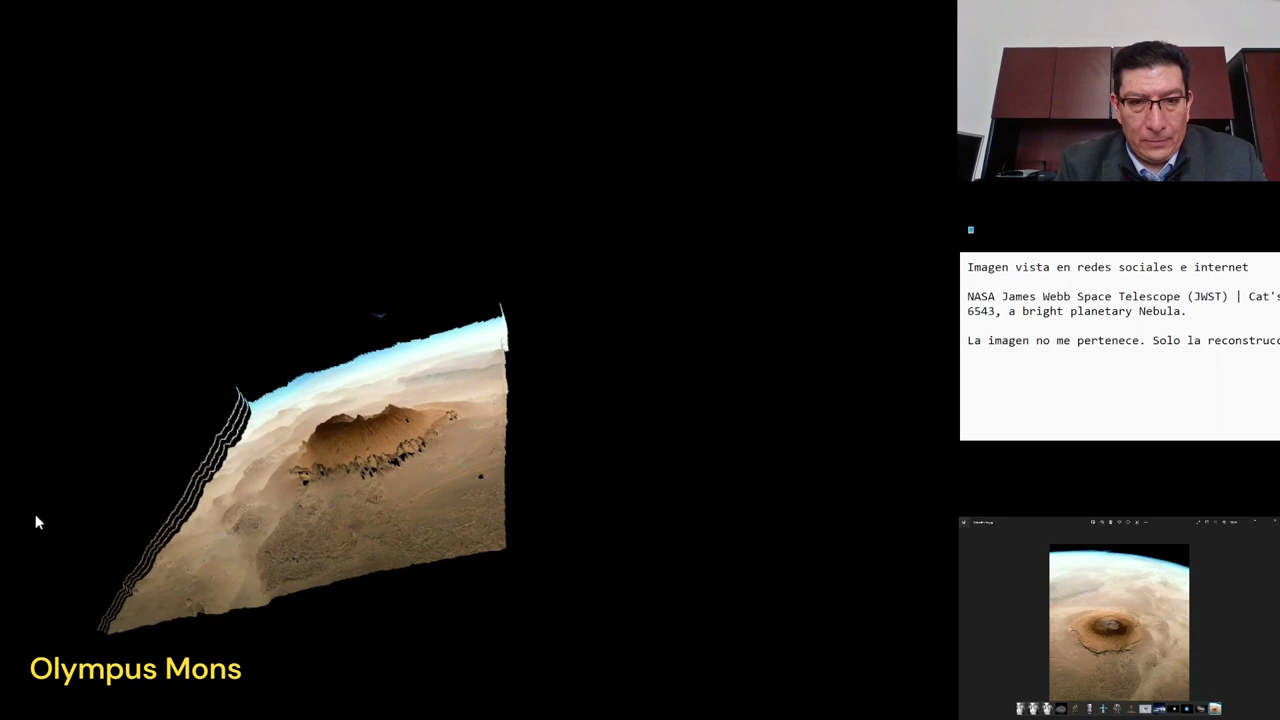 Imagen vista en redes sociales e internet
NASA James Webb Space Telescope (JWST) | Cat's
6543, a bright planetary Nebula.
La imagen no me pertenece. Solo la
Olympus Mons